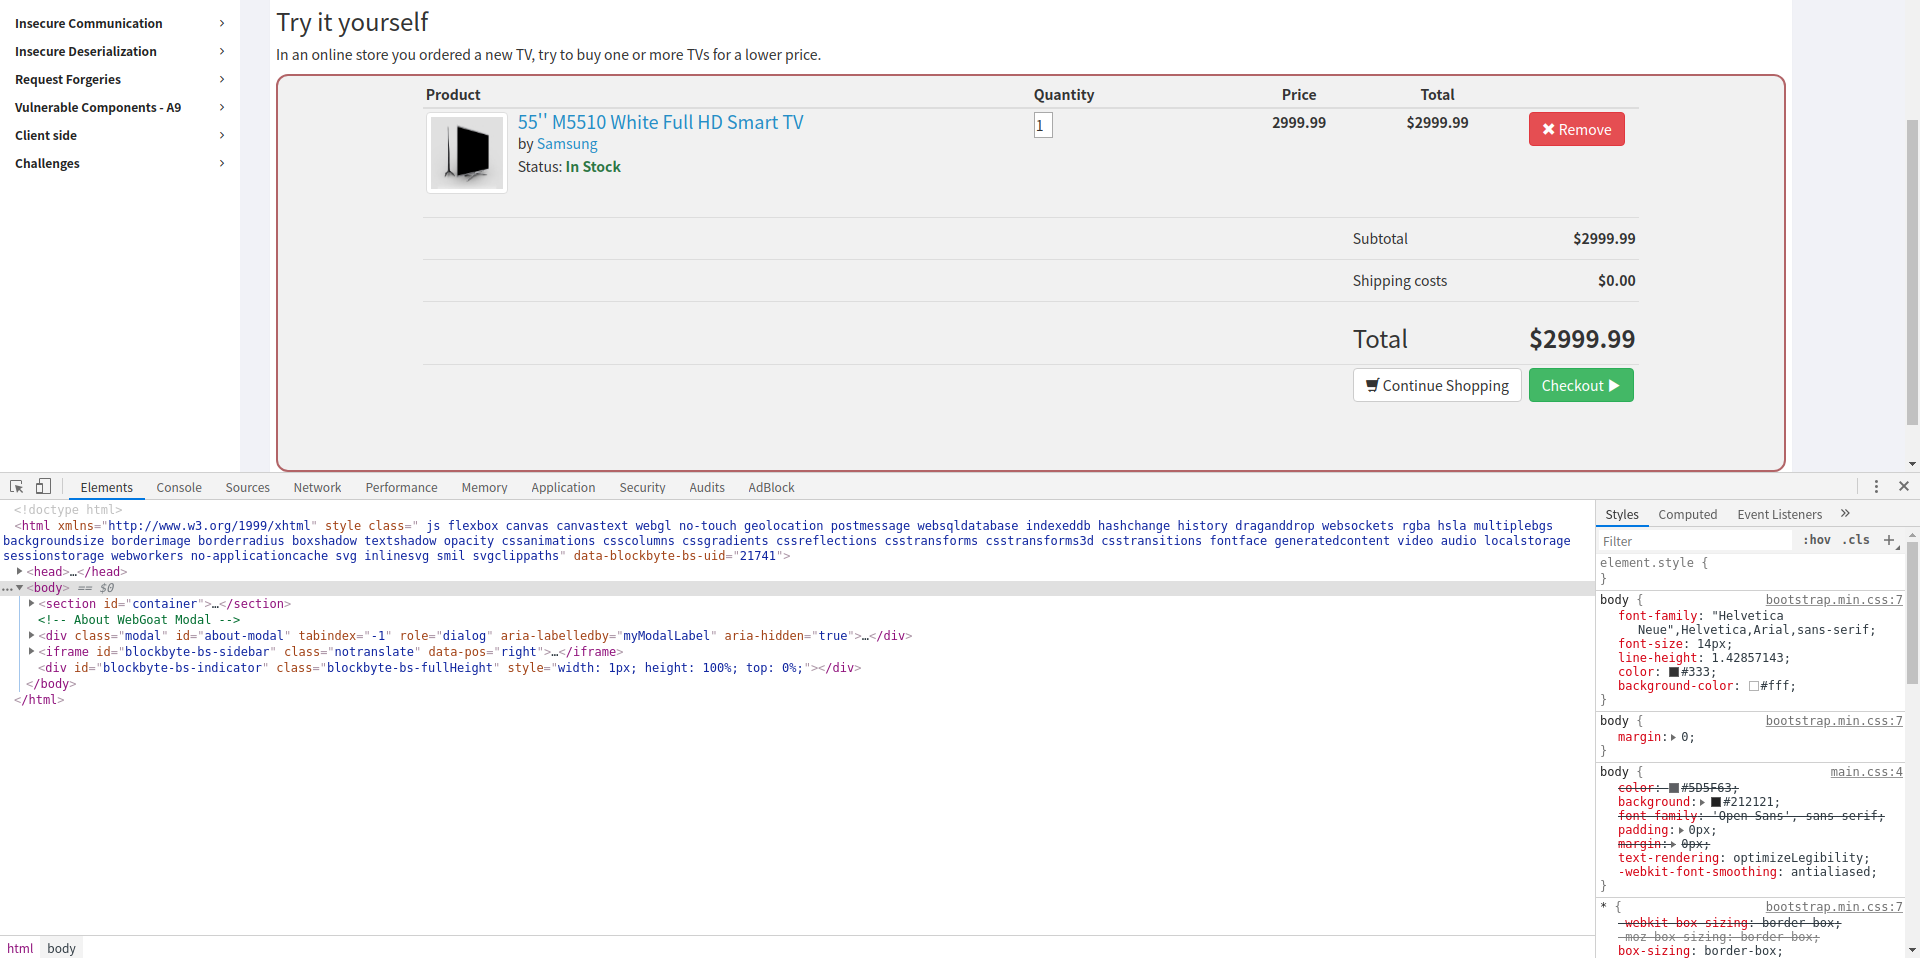 Insecure Communication
Insecure Deserialization
Request Forgeries
Vulnerable Components - A9
Client side
Challenges
Try it yourself
In an online store you ordered a new TV, try to buy one or more TVs for a lower price.
Product Quantity Price Total
55'' M5510 White Full HD Smart TV 1 2999.99 $2999.99 Remove
by Samsung
Status: In Stock
Subtotal $2999.99
Shipping costs $0.00
Total $2999.99
Continue Shopping Checkout
Elements Console Sources Network Performance Memory Application Security Audits AdBlock
<!doctype html>
<html xmlns="http://www.w3.org/1999/xhtml" style class=" js flexbox canvas canvastext webgl no-touch geolocation postmessage websqldatabase indexeddb hashchange history draganddrop websockets rgba hsla multiplebgs
backgroundsize borderimage borderradius boxshadow textshadow opacity cssanimations csscolumns cssgradients cssreflections csstransforms csstransforms3d csstransitions fontface generatedcontent video audio localstorage
sessionstorage webworkers no-applicationcache svg inlinesvg smil svgclippaths" data-blockbyte-bs-uid="21741">
<head>…</head>
<body> == $0
<section id="container">…</section>
<!-- About WebGoat Modal -->
<div class="modal" id="about-modal" tabindex="-1" role="dialog" aria-labelledby="myModalLabel" aria-hidden="true">…</div>
<iframe id="blockbyte-bs-sidebar" class="notranslate" data-pos="right">…</iframe>
<div id="blockbyte-bs-indicator" class="blockbyte-bs-fullHeight" style="width: 1px; height: 100%; top: 0%;"></div>
</body>
</html>
html body
Styles Computed Event Listeners »
Filter :hov .cls +
element.style {
}
body { bootstrap.min.css:7
font-family: "Helvetica
Neue",Helvetica,Arial,sans-serif;
font-size: 14px;
line-height: 1.42857143;
color: #333;
background-color: #fff;
}
body { bootstrap.min.css:7
margin: 0;
}
body { main.css:4
color: #5D5F63;
background: #212121;
font-family: 'Open Sans', sans-serif;
padding: 0px;
margin: 0px;
text-rendering: optimizeLegibility;
-webkit-font-smoothing: antialiased;
}
* { bootstrap.min.css:7
-webkit-box-sizing: border-box;
-moz-box-sizing: border-box;
box-sizing: border-box;